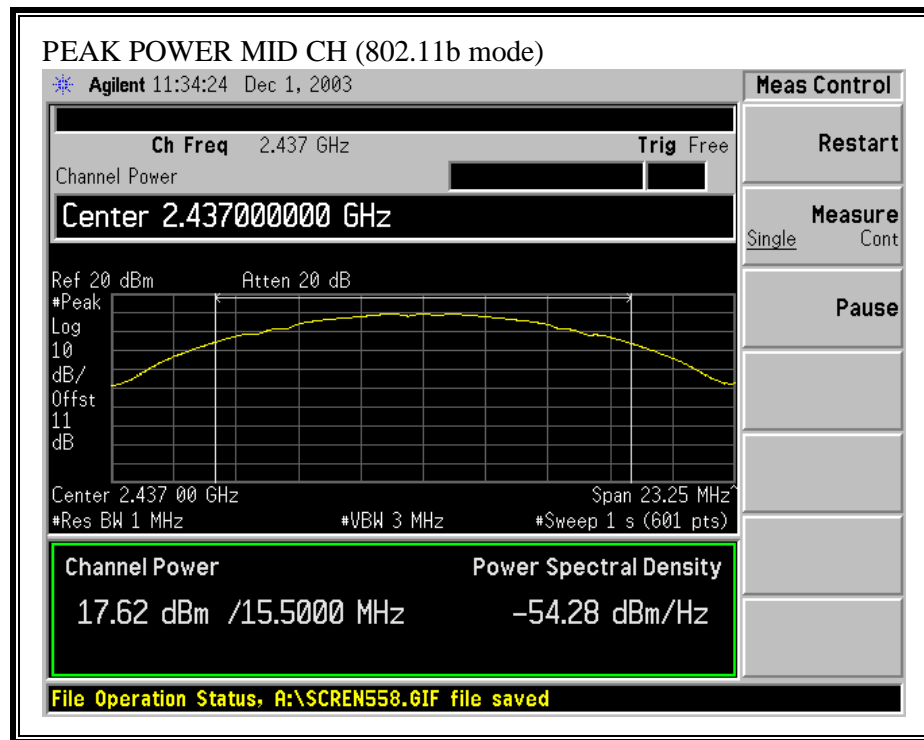 PEAK POWER MID CH (802.11b mode)
Agilent 11:34:24 Dec 1, 2003
Meas Control
Ch Freq 2.437 GHz Trig Free
Channel Power
Center 2.437000000 GHz
Restart
Measure
Single Cont
Pause
Ref 20 dBm Atten 20 dB
#Peak
Log
10
dB/
Offst
11
dB
Center 2.437 00 GHz Span 23.25 MHz^
#Res BW 1 MHz #VBW 3 MHz #Sweep 1 s (601 pts)
Channel Power Power Spectral Density
17.62 dBm /15.5000 MHz -54.28 dBm/Hz
File Operation Status, A:\SCREN558.GIF file saved